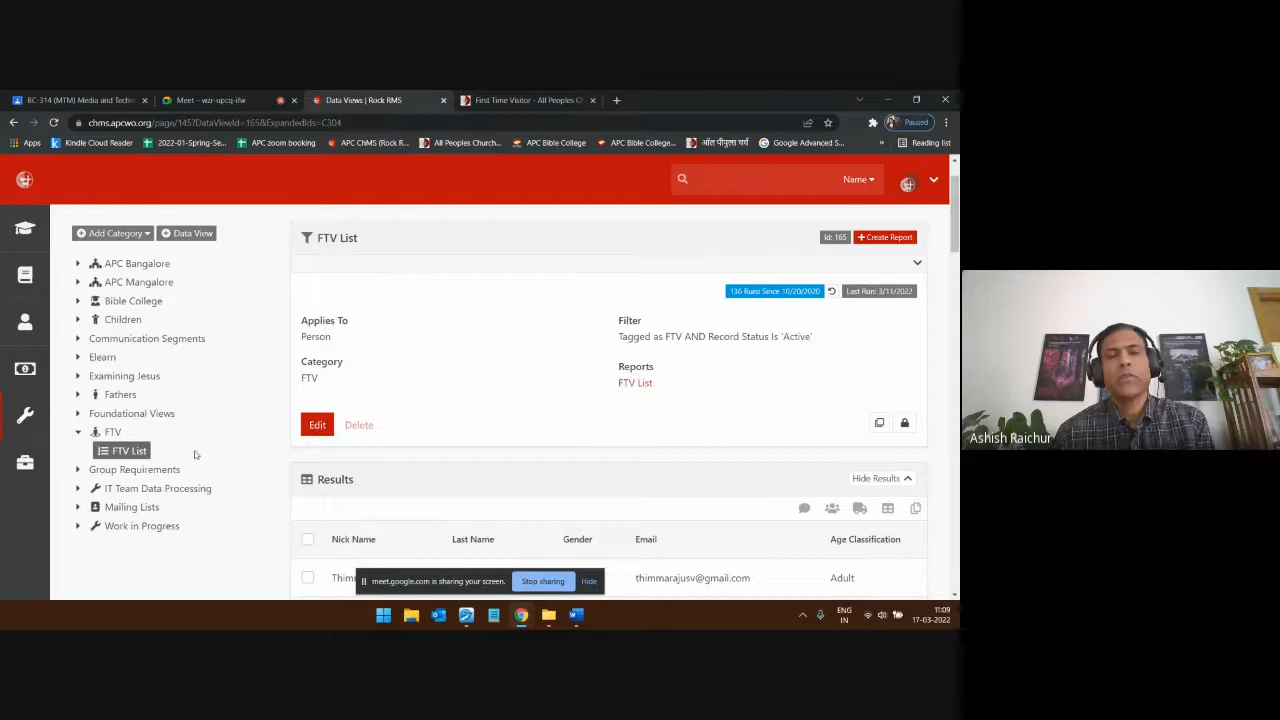 BC-314 (MTM) Media and Techn
Meet – wzr-upcq-ifw
Data Views | Rock RMS
First Time Visitor - All Peoples Ch
chms.apcwo.org/page/145?DataViewId=165&ExpandedIds=C304
Paused
Apps
Kindle Cloud Reader
2022-01-Spring-Se...
APC zoom booking
APC ChMS (Rock R...
All Peoples Church...
APC Bible College
APC Bible College...
ऑल पीपुल्स चर्च
Google Advanced S...
»
Reading list
Name
Add Category
Data View
APC Bangalore
APC Mangalore
Bible College
Children
Communication Segments
Elearn
Examining Jesus
Fathers
Foundational Views
FTV
FTV List
Group Requirements
IT Team Data Processing
Mailing Lists
Work in Progress
FTV List
Id: 165
+ Create Report
136 Runs Since 10/20/2020
Last Run: 3/11/2022
Applies To
Person
Filter
Tagged as FTV AND Record Status Is 'Active'
Category
FTV
Reports
FTV List
Edit
Delete
Results
Hide Results
Nick Name
Last Name
Gender
Email
Age Classification
thimmarajusv@gmail.com
Adult
meet.google.com is sharing your screen.
Stop sharing
Hide
ENG
IN
11:09
17-03-2022
Ashish Raichur